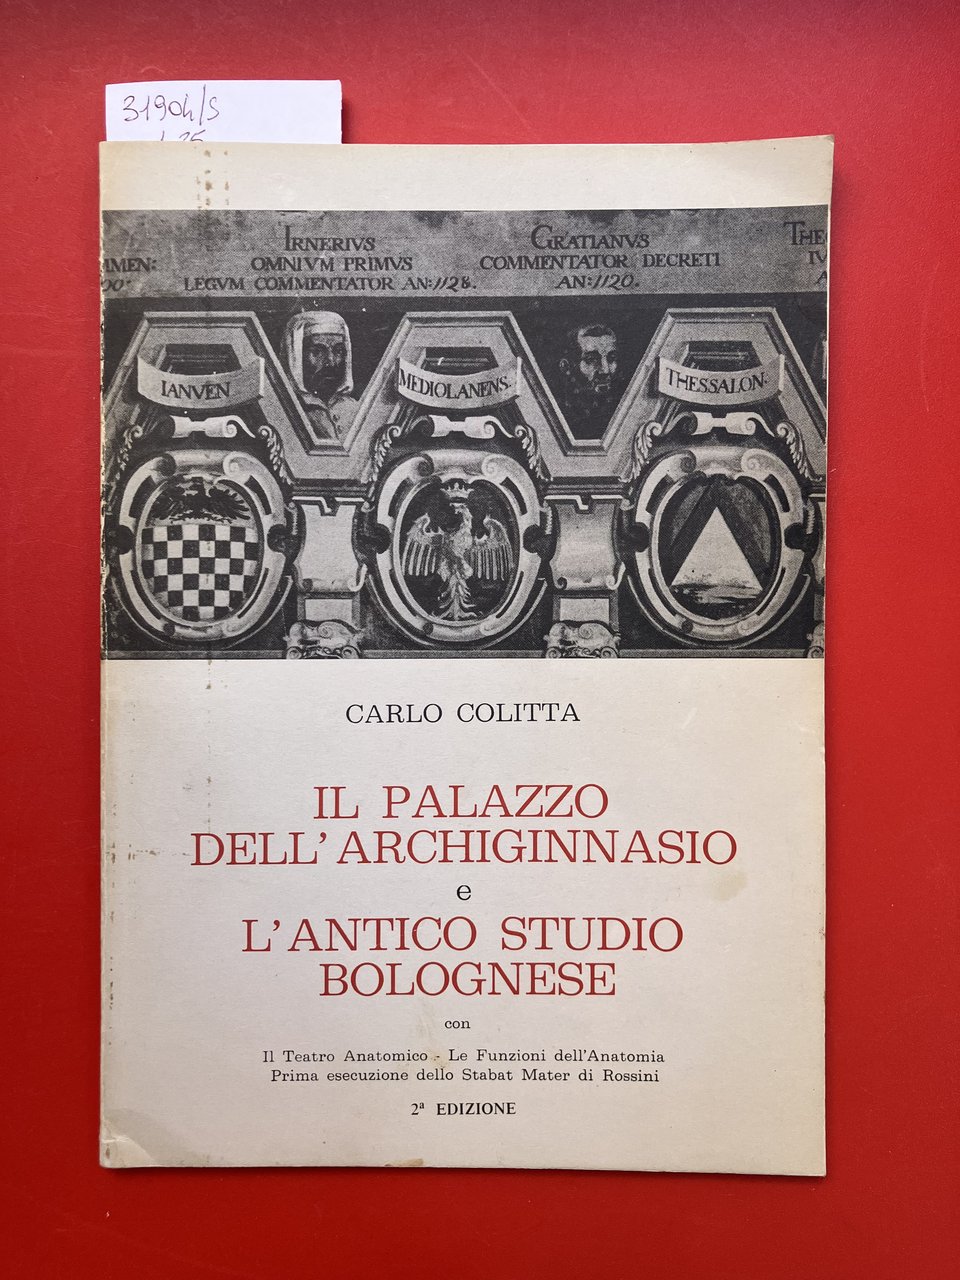 31904/S
IRNERIVS
OMNIVM PRIMVS
LEGVM COMMENTATOR AN:1128.
GRATIANVS
COMMENTATOR DECRETI
AN:1120.
IANVEN
MEDIOLANENS.
THESSALON.
CARLO COLITTA
IL PALAZZO
DELL'ARCHIGINNASIO
e
L'ANTICO STUDIO
BOLOGNESE
con
Il Teatro Anatomico - Le Funzioni dell'Anatomia
Prima esecuzione dello Stabat Mater di Rossini
2ª EDIZIONE